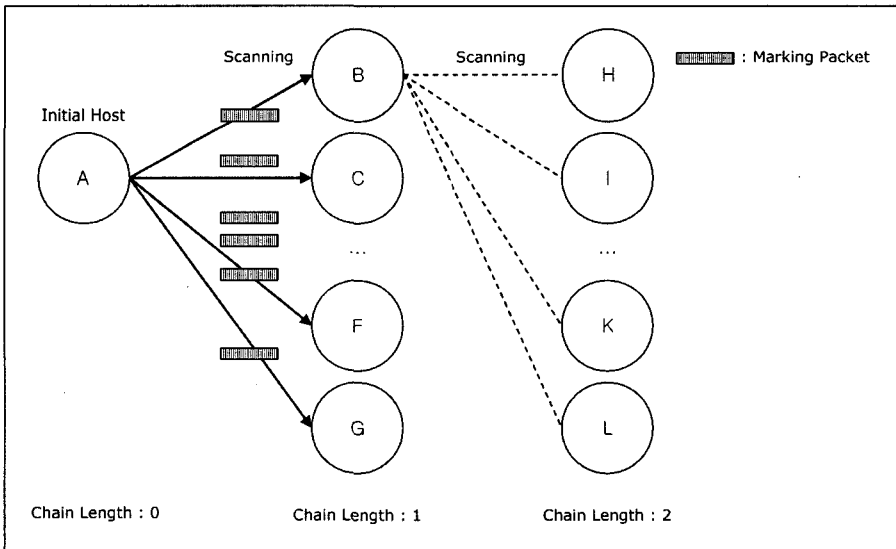 Scanning
Scanning
: Marking Packet
Initial Host
A
B
C
...
F
G
H
I
...
K
L
Chain Length : 0
Chain Length : 1
Chain Length : 2